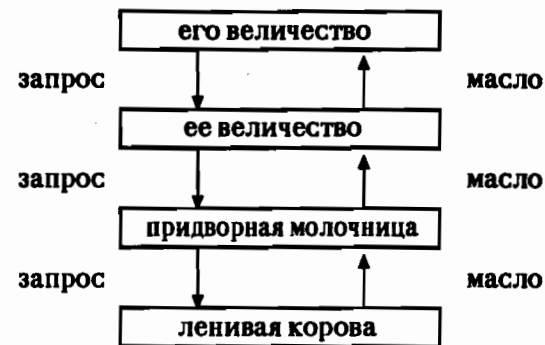 его величество
запрос масло
ее величество
запрос масло
придворная молочница
запрос масло
ленивая корова